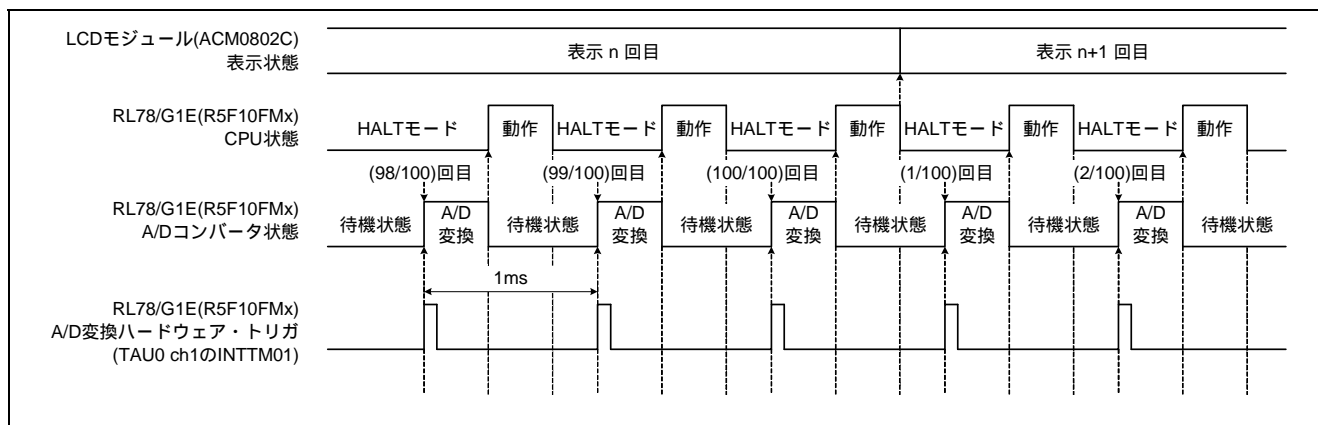 LCDモジュール(ACM0802C)
表示状態
表示 n 回目
表示 n+1 回目
RL78/G1E(R5F10FMx)
CPU状態
HALTモード
動作
HALTモード
動作
HALTモード
動作
HALTモード
動作
HALTモード
動作
(98/100)回目
(99/100)回目
(100/100)回目
(1/100)回目
(2/100)回目
RL78/G1E(R5F10FMx)
A/Dコンバータ状態
待機状態
A/D
変換
待機状態
A/D
変換
待機状態
A/D
変換
待機状態
A/D
変換
待機状態
A/D
変換
待機状態
1ms
RL78/G1E(R5F10FMx)
A/D変換ハードウェア・トリガ
(TAU0 ch1のINTTM01)